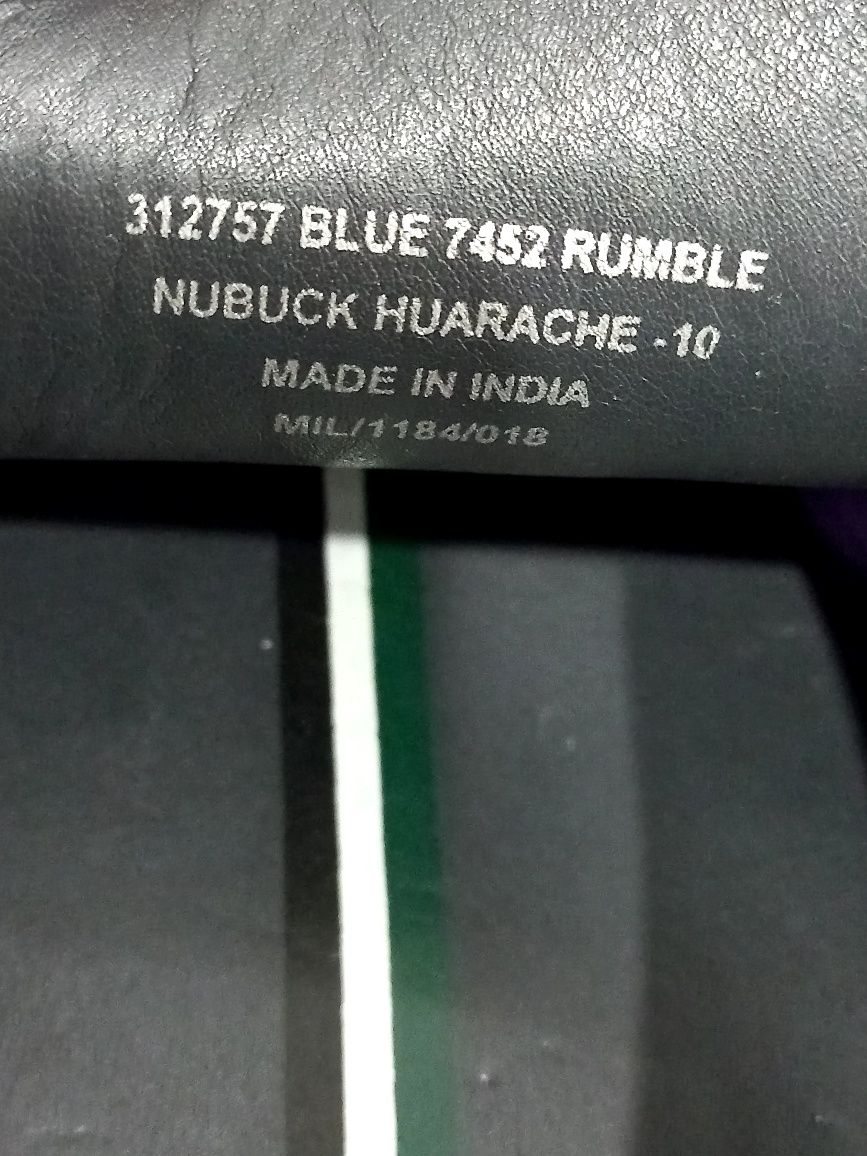 312757 BLUE 7452 RUMBLE
NUBUCK HUARACHE -10
MADE IN INDIA
MIL/1184/018